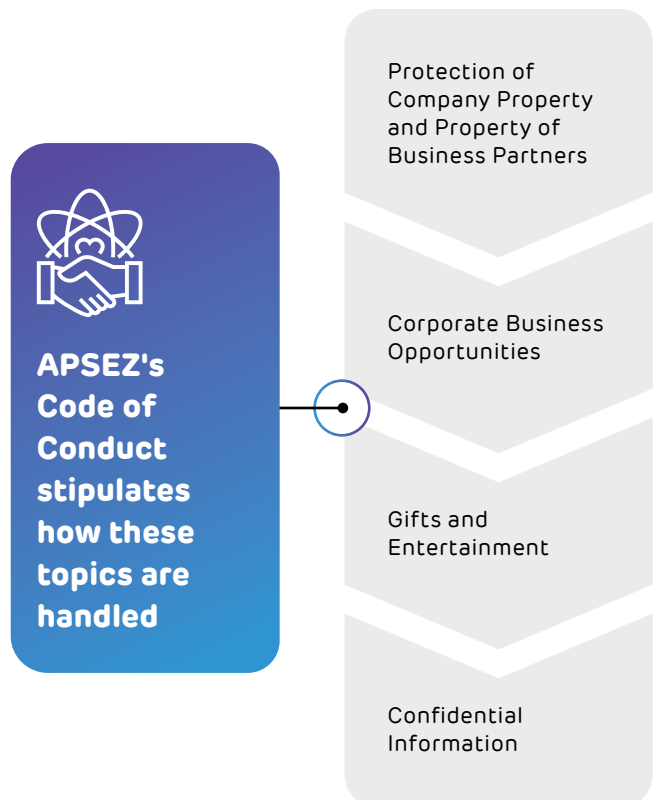 APSEZ's
Code of
Conduct
stipulates
how these
topics are
handled
Protection of
Company Property
and Property of
Business Partners
Corporate Business
Opportunities
Gifts and
Entertainment
Confidential
Information